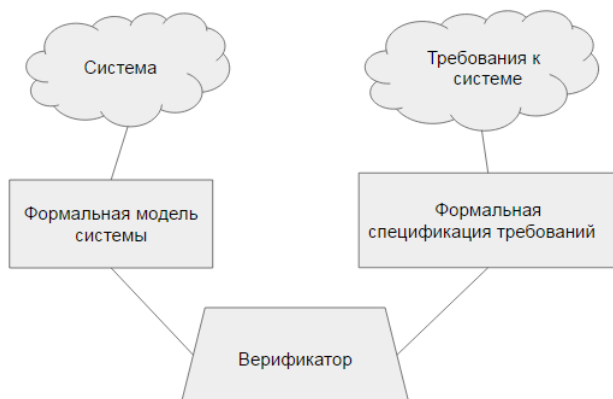 Система
Требования к
системе
Формальная модель
системы
Формальная
спецификация требований
Верификатор